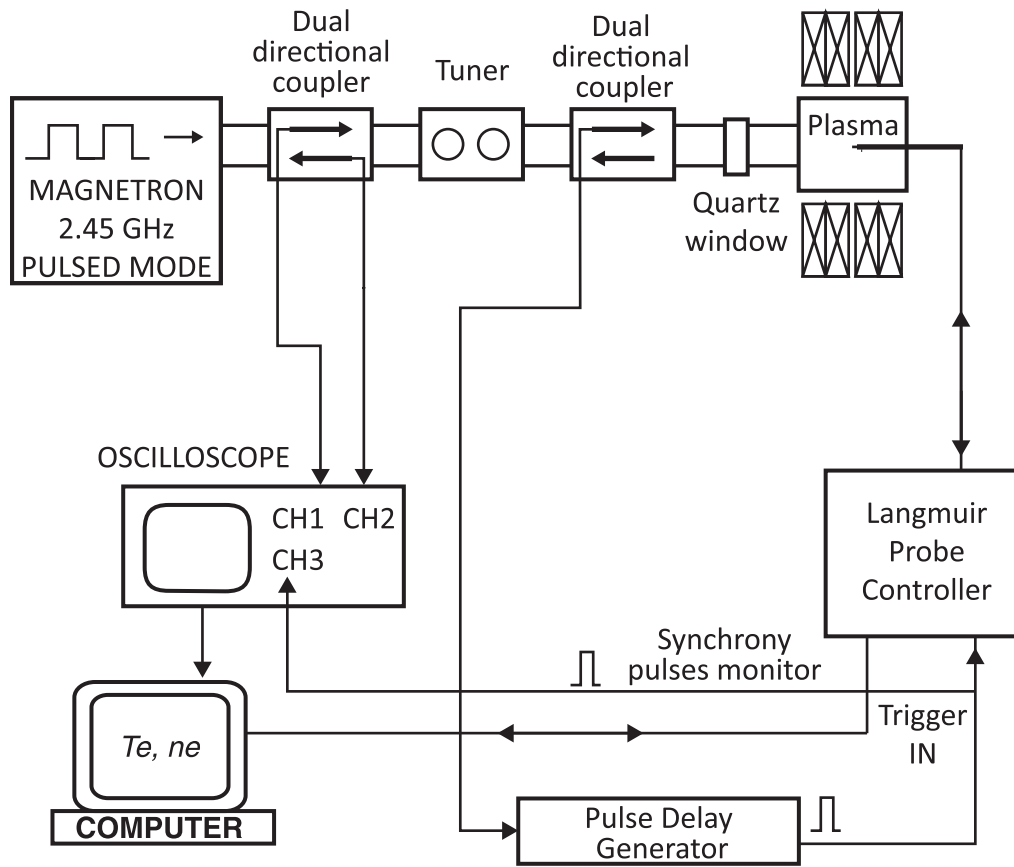 Dual
directional
coupler
Tuner
Dual
directional
coupler
MAGNETRON
2.45 GHz
PULSED MODE
Plasma
Quartz
window
OSCILLOSCOPE
CH1 CH2
CH3
Langmuir
Probe
Controller
Synchrony
pulses monitor
Trigger
IN
Te, ne
COMPUTER
Pulse Delay
Generator